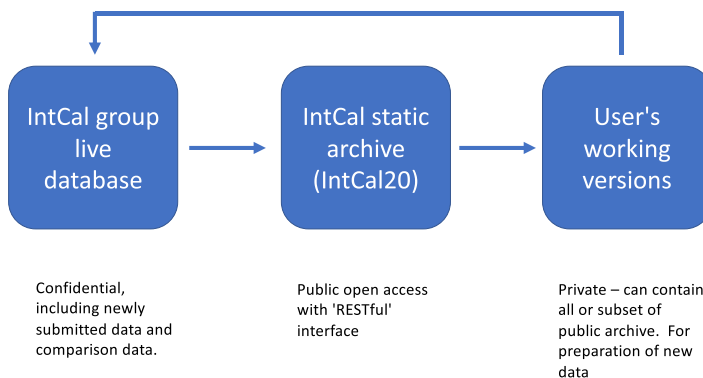 IntCal group
live
database
IntCal static
archive
(IntCal20)
User's
working
versions
Confidential,
including newly
submitted data and
comparison data.
Public open access
with 'RESTful'
interface
Private – can contain
all or subset of
public archive.  For
preparation of new
data